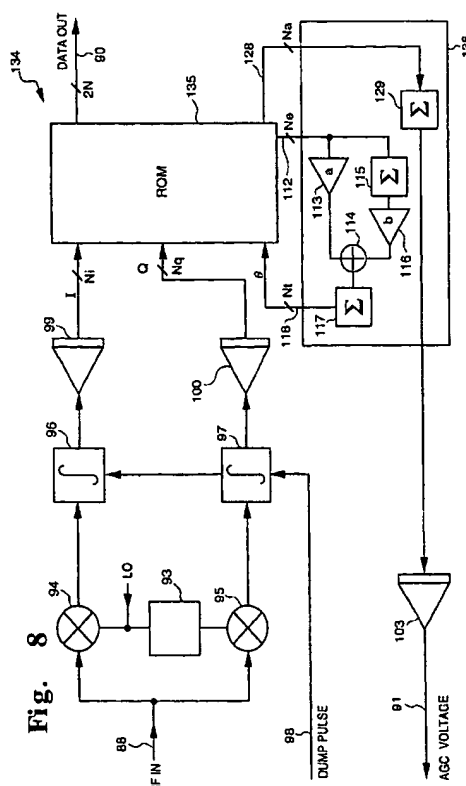 Fig. 8
134
DATA OUT
90
2N
135
ROM
I
Ni
99
96
94
LO
93
F IN
88
95
97
100
Q
Nq
θ
Nt
118
112
Ne
128
Na
113
a
114
115
Σ
b
116
117
Σ
129
Σ
98
DUMP PULSE
103
91
AGC VOLTAGE